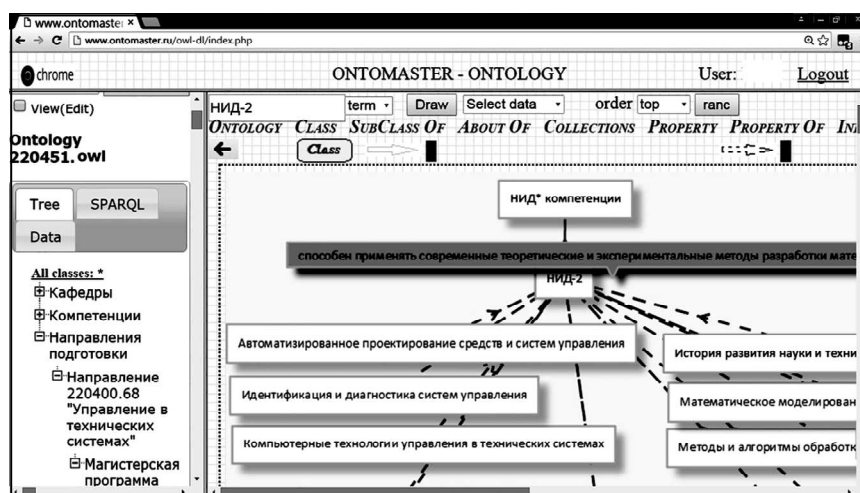 www.ontomaster
www.ontomaster.ru/owl-dl/index.php
chrome
ONTOMASTER - ONTOLOGY
User:
Logout
View(Edit)
Ontology
220451.owl
Tree
SPARQL
Data
All classes: *
Кафедры
Компетенции
Направления
подготовки
Направление
220400.68
"Управление в
технических
системах"
Магистерская
программа
НИД-2
term
Draw
Select data
order
top
ranc
ONTOLOGY CLASS SUBCLASS OF ABOUT OF COLLECTIONS PROPERTY PROPERTY OF IN
Class
НИД* компетенции
способен применять современные теоретические и экспериментальные методы разработки мате
НИД-2
Автоматизированное проектирование средств и систем управления
История развития науки и техни
Идентификация и диагностика систем управления
Математическое моделирован
Компьютерные технологии управления в технических системах
Методы и алгоритмы обработк